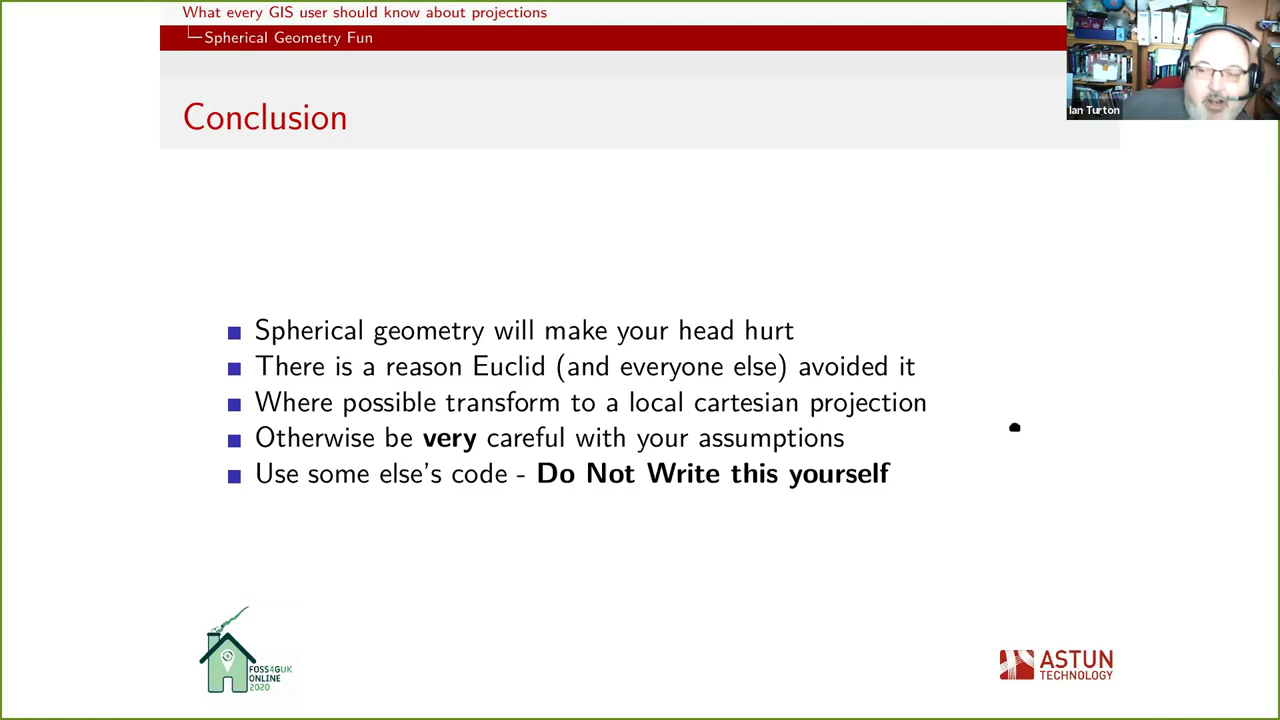 What every GIS user should know about projections
Spherical Geometry Fun
Ian Turton
Conclusion
Spherical geometry will make your head hurt
There is a reason Euclid (and everyone else) avoided it
Where possible transform to a local cartesian projection
Otherwise be very careful with your assumptions
Use some else's code - Do Not Write this yourself
FOSS4GUK
ONLINE
2020
ASTUN
TECHNOLOGY